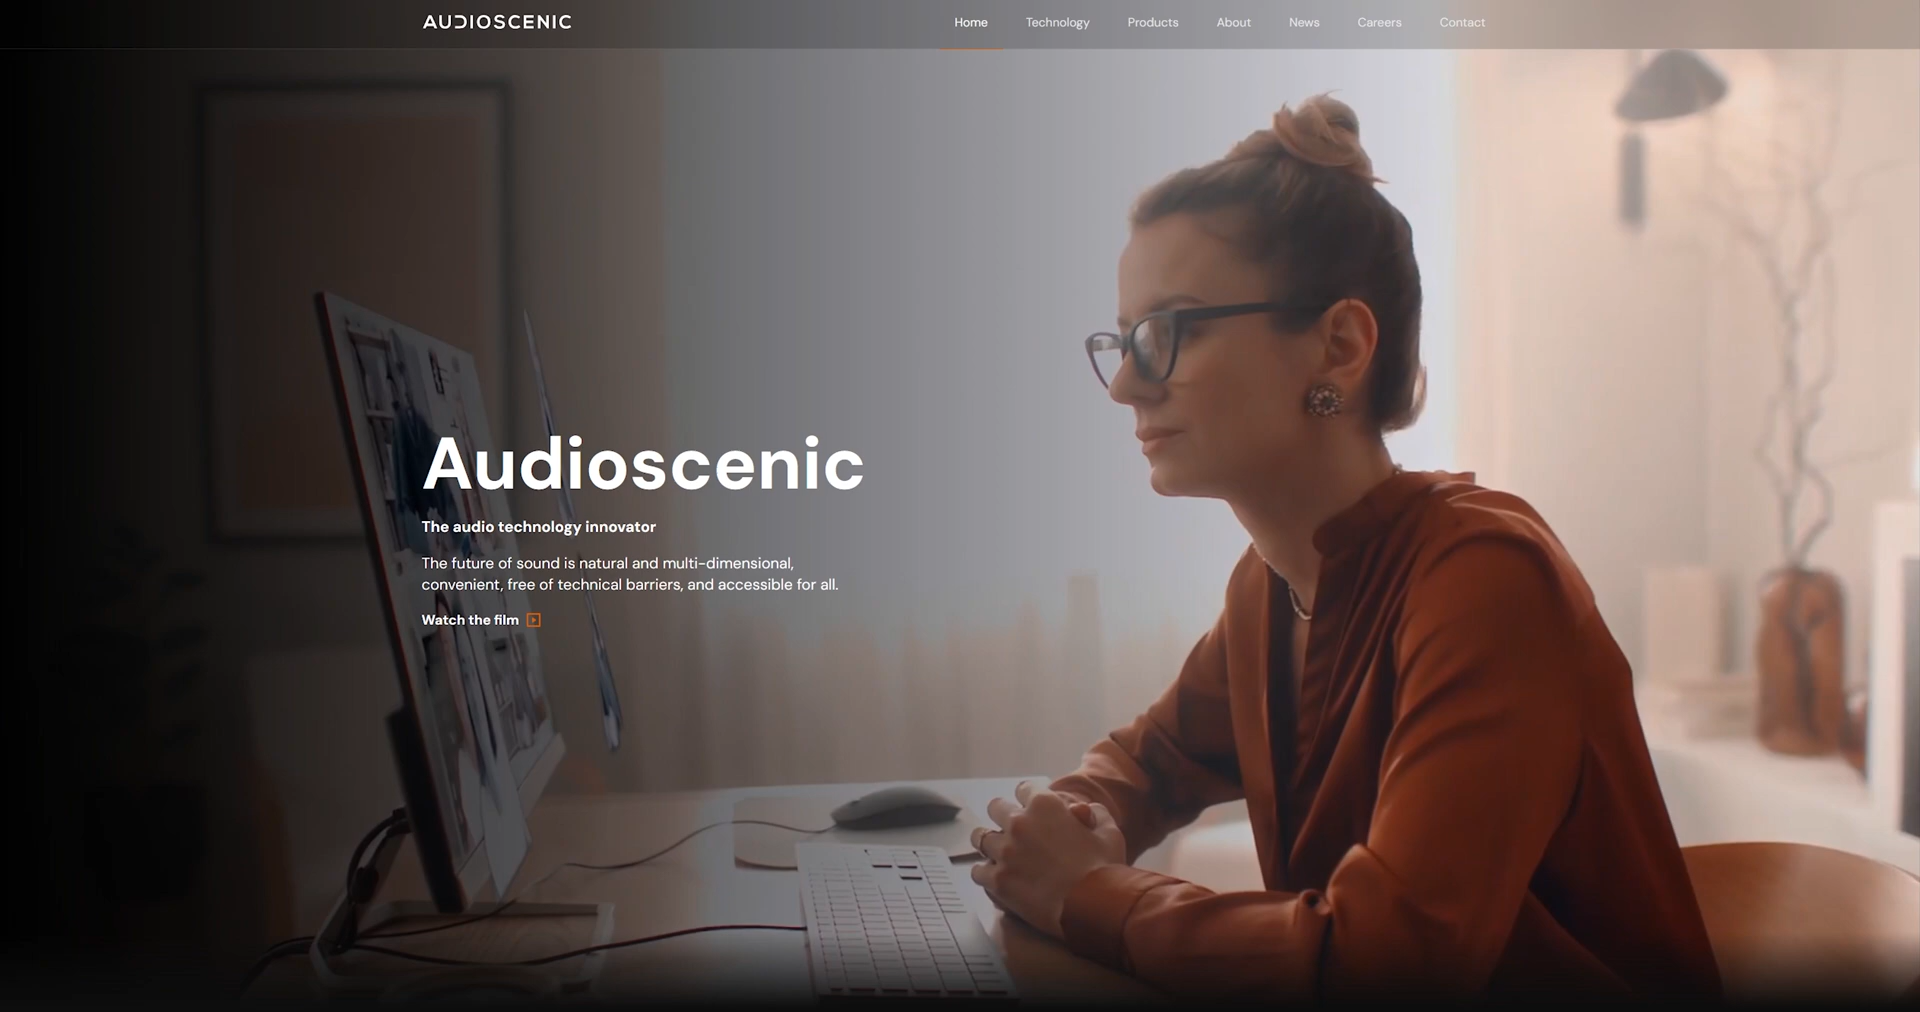 AUDIOSCENIC
Home Technology Products About News Careers Contact
Audioscenic
The audio technology innovator
The future of sound is natural and multi-dimensional,
convenient, free of technical barriers, and accessible for all.
Watch the film